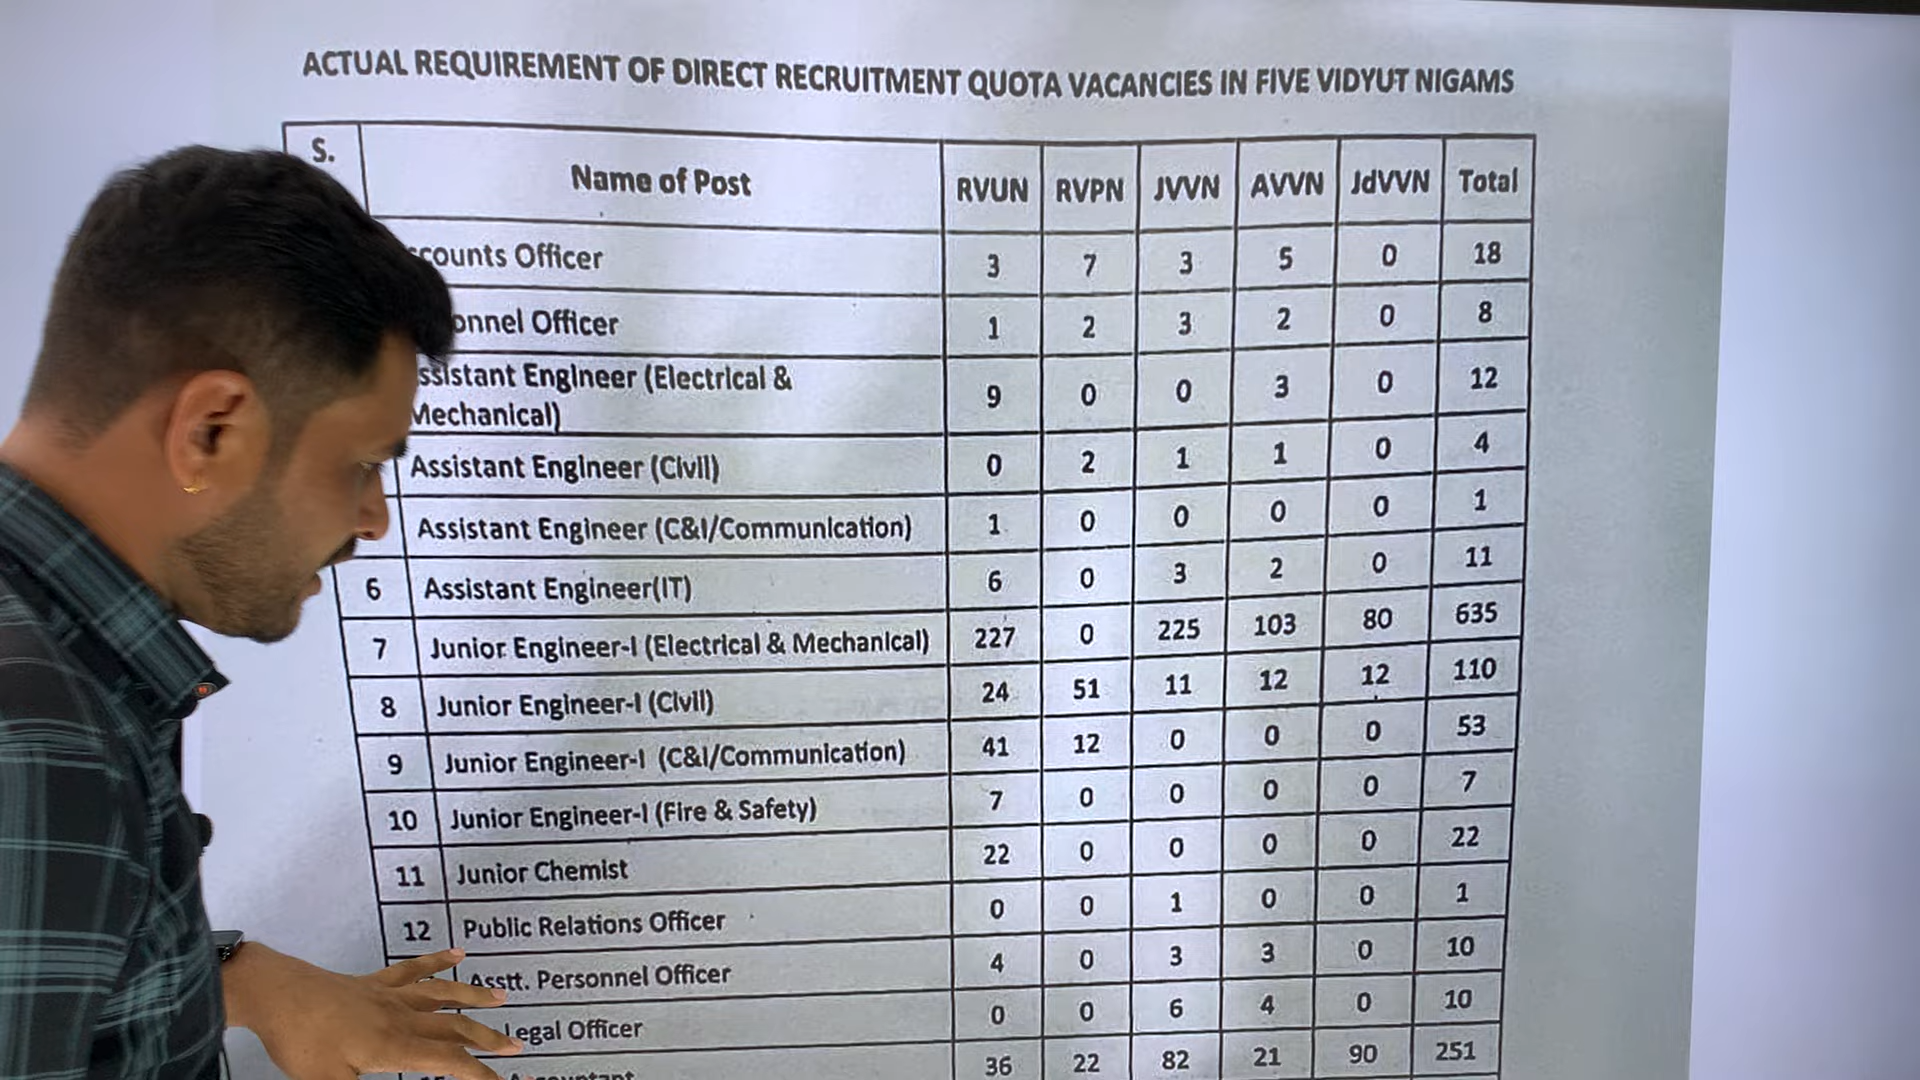 ACTUAL REQUIREMENT OF DIRECT RECRUITMENT QUOTA VACANCIES IN FIVE VIDYUT NIGAMS
S. Name of Post RVUN RVPN JVVN AVVN JdVVN Total
counts Officer 3 7 3 5 0 18
onnel Officer 1 2 3 2 0 8
ssistant Engineer (Electrical &
Mechanical) 9 0 0 3 0 12
Assistant Engineer (Civil) 0 2 1 1 0 4
Assistant Engineer (C&I/Communication) 1 0 0 0 0 1
6 Assistant Engineer(IT) 6 0 3 2 0 11
7 Junior Engineer-I (Electrical & Mechanical) 227 0 225 103 80 635
8 Junior Engineer-I (Civil) 24 51 11 12 12 110
9 Junior Engineer-I (C&I/Communication) 41 12 0 0 0 53
10 Junior Engineer-I (Fire & Safety) 7 0 0 0 0 7
11 Junior Chemist 22 0 0 0 0 22
12 Public Relations Officer 0 0 1 0 0 1
Asstt. Personnel Officer 4 0 3 3 0 10
Legal Officer 0 0 6 4 0 10
36 22 82 21 90 251